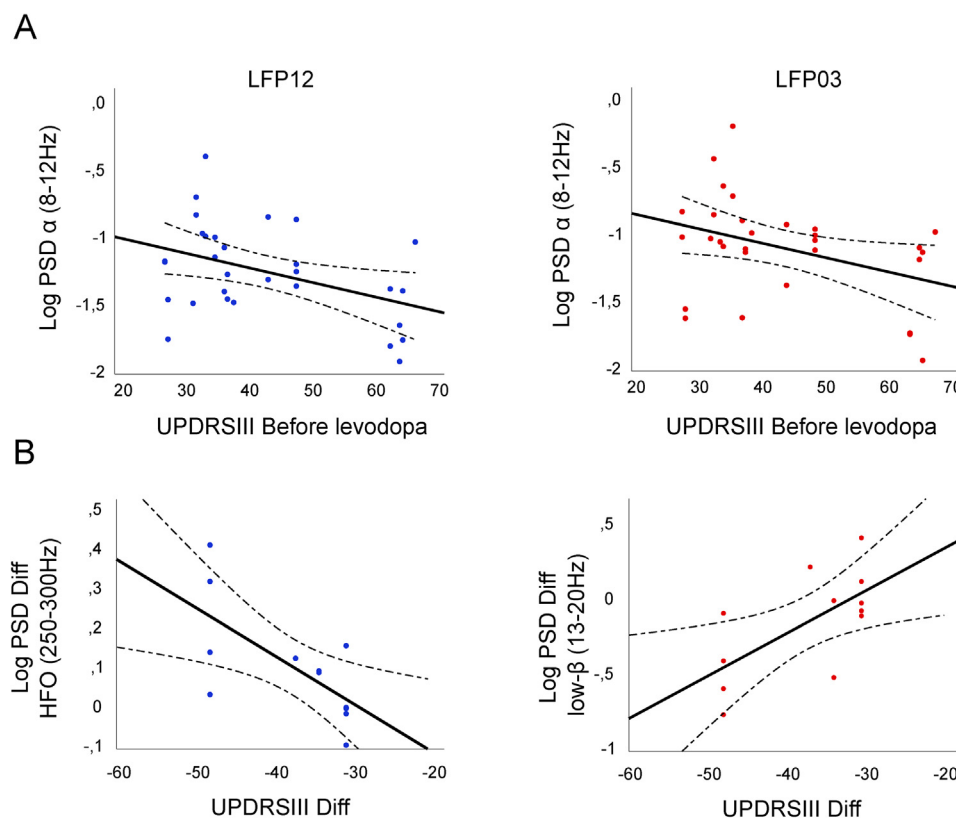 A
LFP12
LFP03
Log PSD α (8-12Hz)
,0
-,5
-1
-1,5
-2
20 30 40 50 60 70
UPDRSIII Before levodopa
Log PSD α (8-12Hz)
,0
-,5
-1
-1,5
-2
20 30 40 50 60 70
UPDRSIII Before levodopa
B
Log PSD Diff
HFO (250-300Hz)
,5
,4
,3
,2
,1
0
-,1
-60 -50 -40 -30 -20
UPDRSIII Diff
Log PSD Diff
low-β (13-20Hz)
,5
0
-,5
-1
-60 -50 -40 -30 -20
UPDRSIII Diff